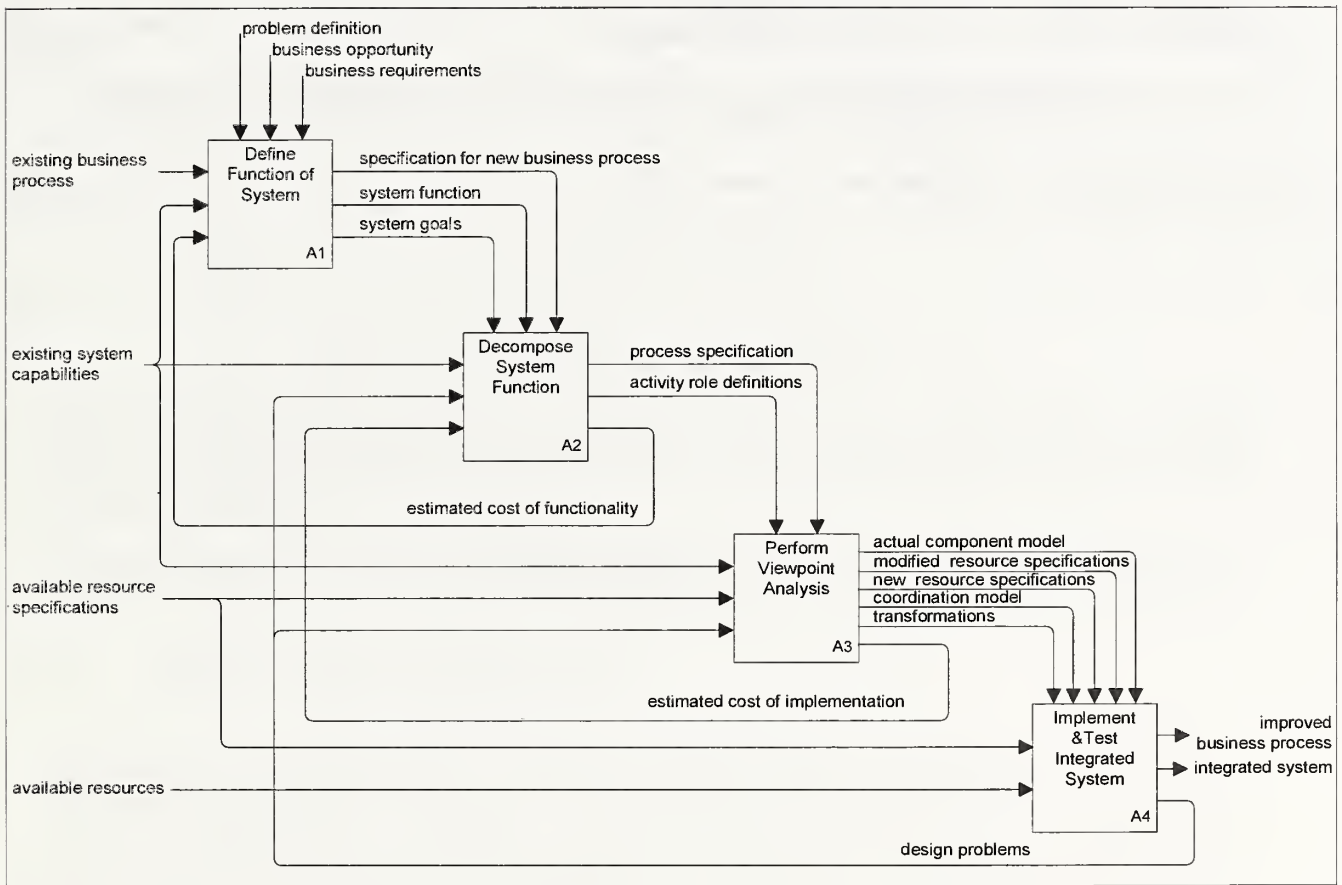 problem definition
business opportunity
business requirements
existing business
process
Define
Function of
System
A1
specification for new business process
system function
system goals
existing system
capabilities
Decompose
System
Function
A2
process specification
activity role definitions
estimated cost of functionality
available resource
specifications
Perform
Viewpoint
Analysis
A3
actual component model
modified resource specifications
new resource specifications
coordination model
transformations
estimated cost of implementation
Implement
&Test
Integrated
System
A4
improved
business process
integrated system
available resources
design problems